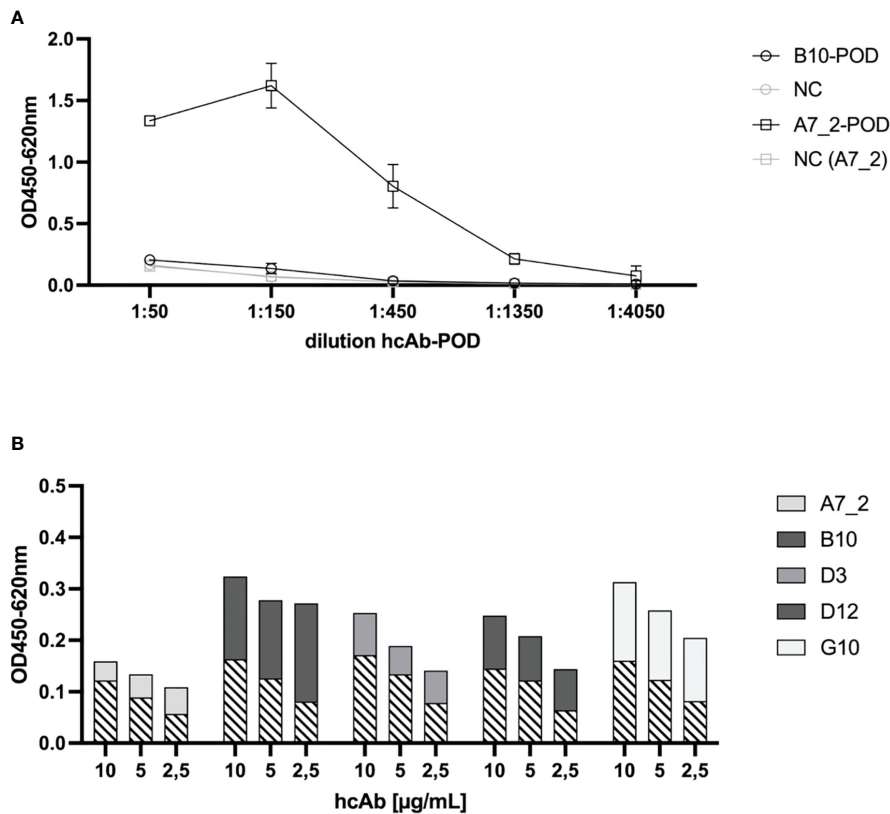 A
2.0
1.5
1.0
0.5
0.0
OD450-620nm
1:50 1:150 1:450 1:1350 1:4050
dilution hcAb-POD
B10-POD
NC
A7_2-POD
NC (A7_2)
B
0.5
0.4
0.3
0.2
0.1
0.0
OD450-620nm
10 5 2,5 10 5 2,5 10 5 2,5 10 5 2,5 10 5 2,5
hcAb [µg/mL]
A7_2
B10
D3
D12
G10